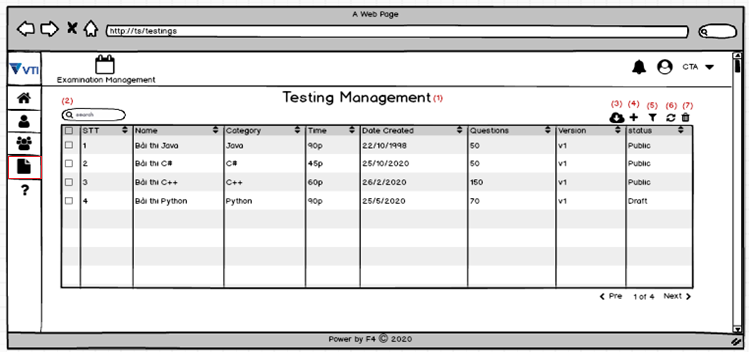 A Web Page
http://ts/testings
VTI
Examination Management
CTA
Testing Management (1)
(2)
(3) (4) (5) (6) (7)
search
STT Name Category Time Date Created Questions Version status
1 Bài thi Java Java 90p 22/10/1998 50 v1 Public
2 Bài thi C# C# 45p 25/10/2020 50 v1 Public
3 Bài thi C++ C++ 60p 26/2/2020 150 v1 Public
4 Bài thi Python Python 90p 25/5/2020 70 v1 Draft
?
Pre 1 of 4 Next
Power by F4 © 2020